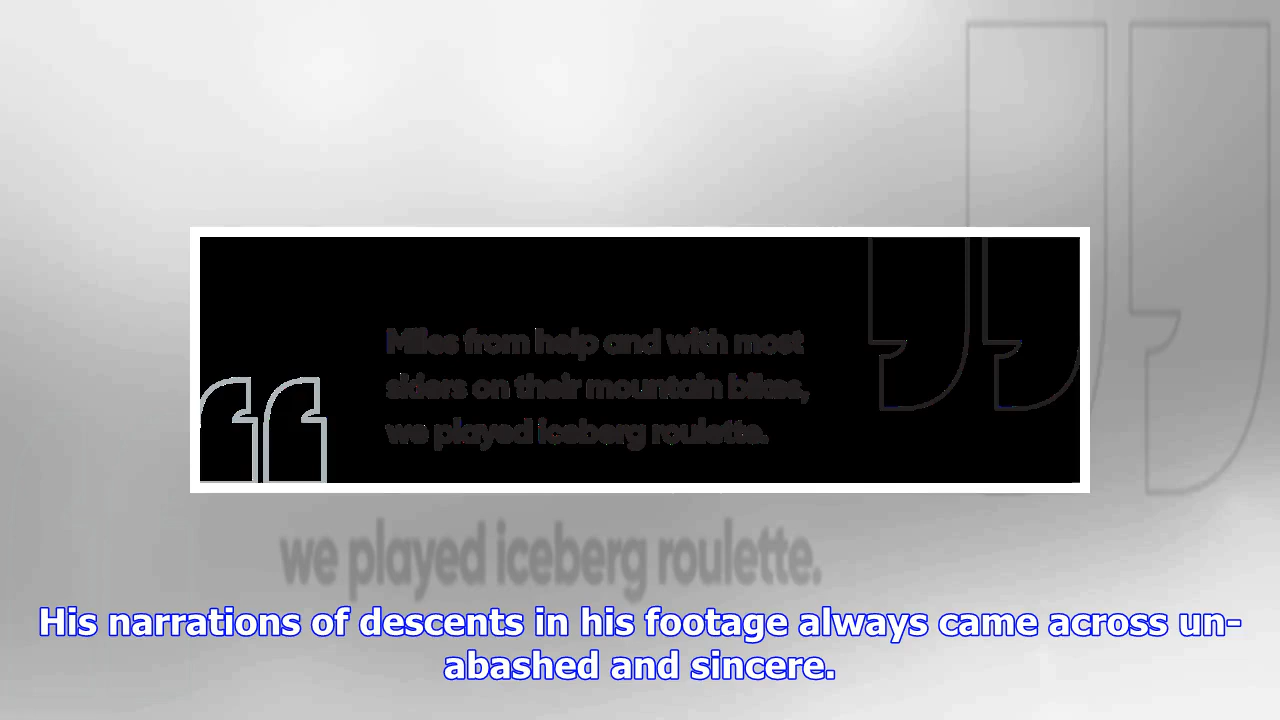 Miles from help and with most
siders on their mountain bikes,
we played iceberg roulette.
we played iceberg roulette.
His narrations of descents in his footage always came across un-
abashed and sincere.